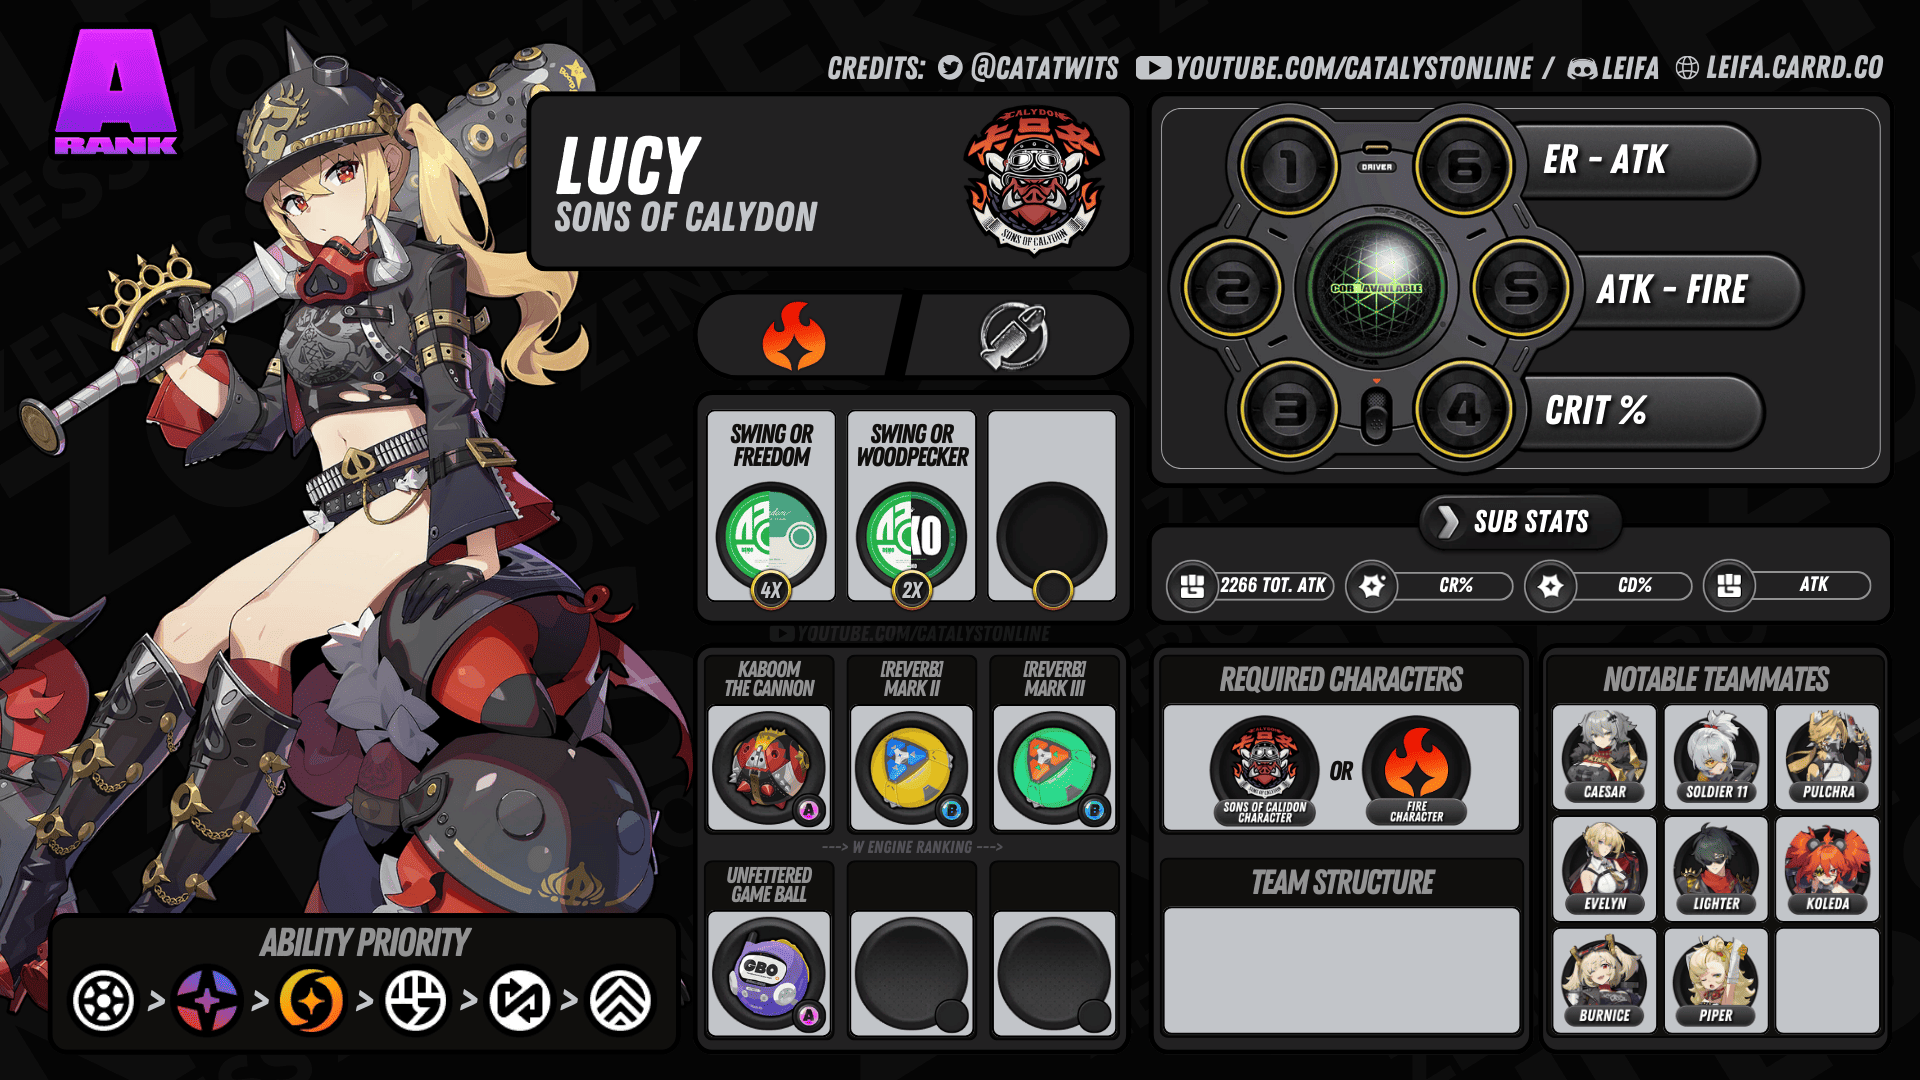 A
RANK
CREDITS: @CATATWITS YOUTUBE.COM/CATALYSTONLINE / LEIFA LEIFA.CARRD.CO
LUCY
SONS OF CALYDON
CALYDON
SONS OF CALYDON
1
6
DRIVER
2
5
3
4
ER - ATK
ATK - FIRE
CRIT %
SWING OR
FREEDOM
4X
SWING OR
WOODPECKER
2X
SUB STATS
2266 TOT. ATK
CR%
CD%
ATK
YOUTUBE.COM/CATALYSTONLINE
KABOOM
THE CANNON
A
[REVERB]
MARK II
B
[REVERB]
MARK III
B
---> W ENGINE RANKING --->
UNFETTERED
GAME BALL
GBO
A
REQUIRED CHARACTERS
SONS OF CALIDON
CHARACTER
OR
FIRE
CHARACTER
TEAM STRUCTURE
NOTABLE TEAMMATES
CAESAR
SOLDIER 11
PULCHRA
EVELYN
LIGHTER
KOLEDA
BURNICE
PIPER
ABILITY PRIORITY
> > > > >